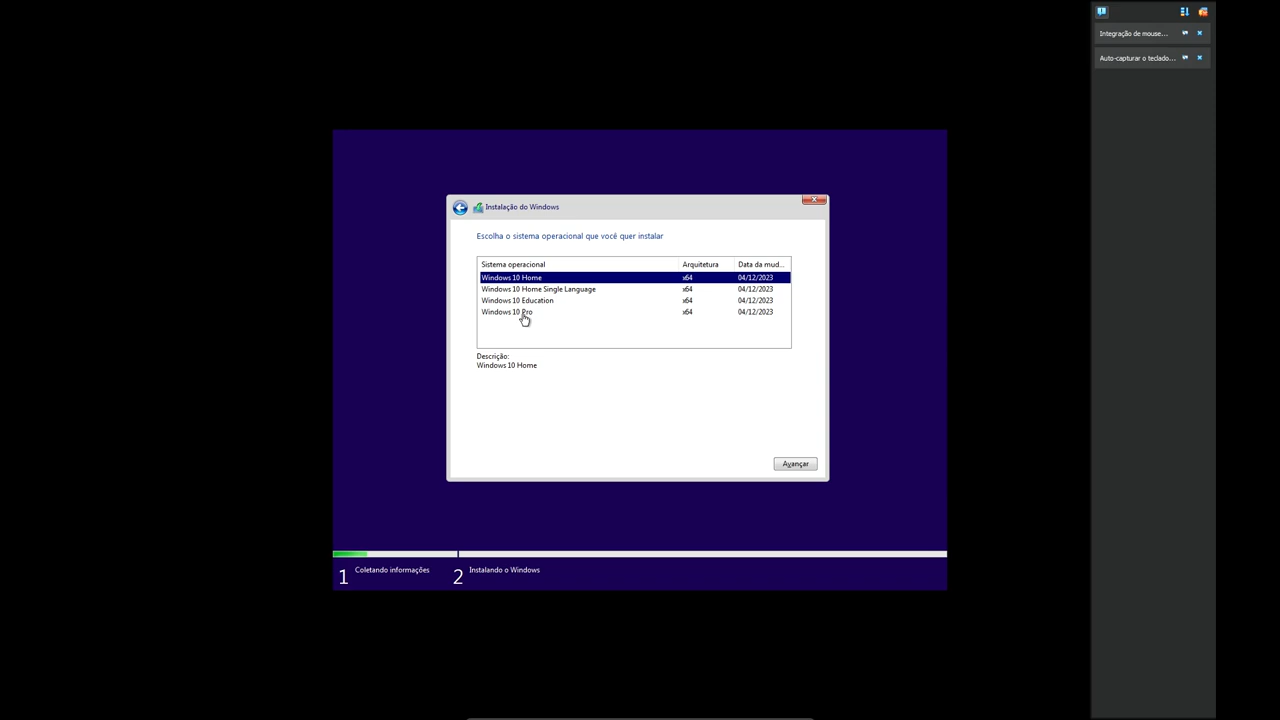 Integração de mouse...
Auto-capturar o teclado...
Instalação do Windows
Escolha o sistema operacional que você quer instalar
Sistema operacional Arquitetura Data da mud...
Windows 10 Home x64 04/12/2023
Windows 10 Home Single Language x64 04/12/2023
Windows 10 Education x64 04/12/2023
Windows 10 Pro x64 04/12/2023
Descrição:
Windows 10 Home
Avançar
1 Coletando informações 2 Instalando o Windows